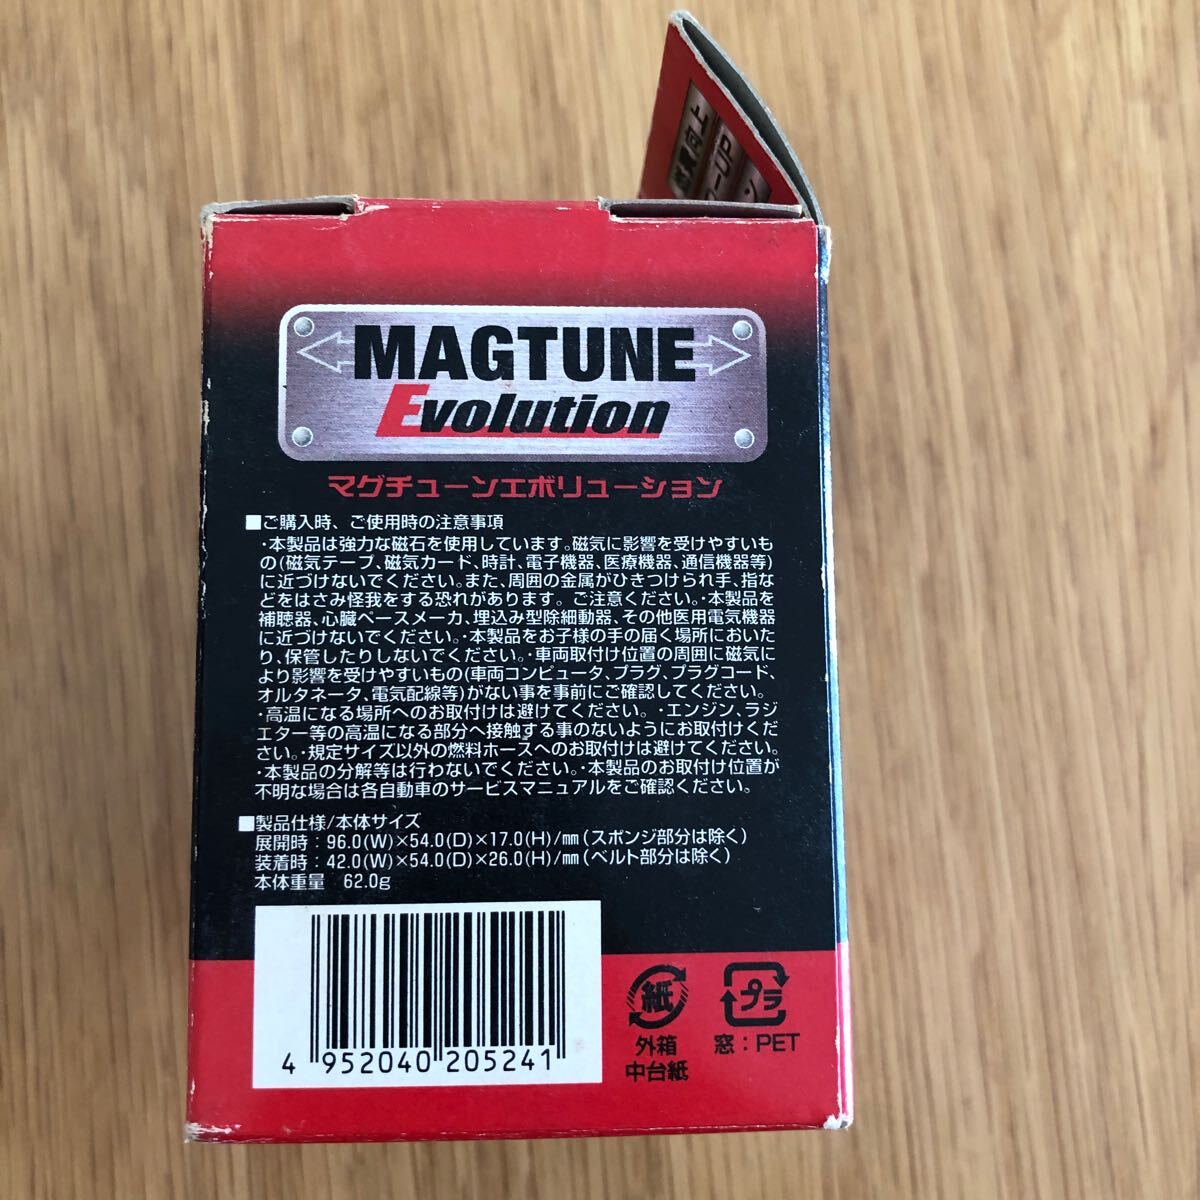 燃費向上
ワーUP
ン
MAGTUNE
Evolution
マグチューンエボリューション
■ご購入時、ご使用時の注意事項
・本製品は強力な磁石を使用しています。磁気に影響を受けやすいも
の(磁気テープ、磁気カード、時計、電子機器、医療機器、通信機器等)
に近づけないでください。また、周囲の金属がひきつけられ手、指な
どをはさみ怪我をする恐れがあります。ご注意ください。・本製品を
補聴器、心臓ペースメーカ、埋込み型除細動器、その他医用電気機器
に近づけないでください。・本製品をお子様の手の届く場所においた
り、保管したりしないでください。・車両取付け位置の周囲に磁気に
より影響を受けやすいもの(車両コンピュータ、プラグ、プラグコード、
オルタネータ、電気配線等)がない事を事前にご確認してください。
・高温になる場所へのお取付けは避けてください。・エンジン、ラジ
エター等の高温になる部分へ接触する事のないようにお取付けくだ
さい。・規定サイズ以外の燃料ホースへのお取付けは避けてください。
・本製品の分解等は行わないでください。・本製品のお取付け位置が
不明な場合は各自動車のサービスマニュアルをご確認ください。
■製品仕様/本体サイズ
展開時：96.0(W)×54.0(D)×17.0(H)/㎜(スポンジ部分は除く)
装着時：42.0(W)×54.0(D)×26.0(H)/㎜(ベルト部分は除く)
本体重量 62.0g
4 952040 205241
紙
外箱
中台紙
プラ
窓：PET